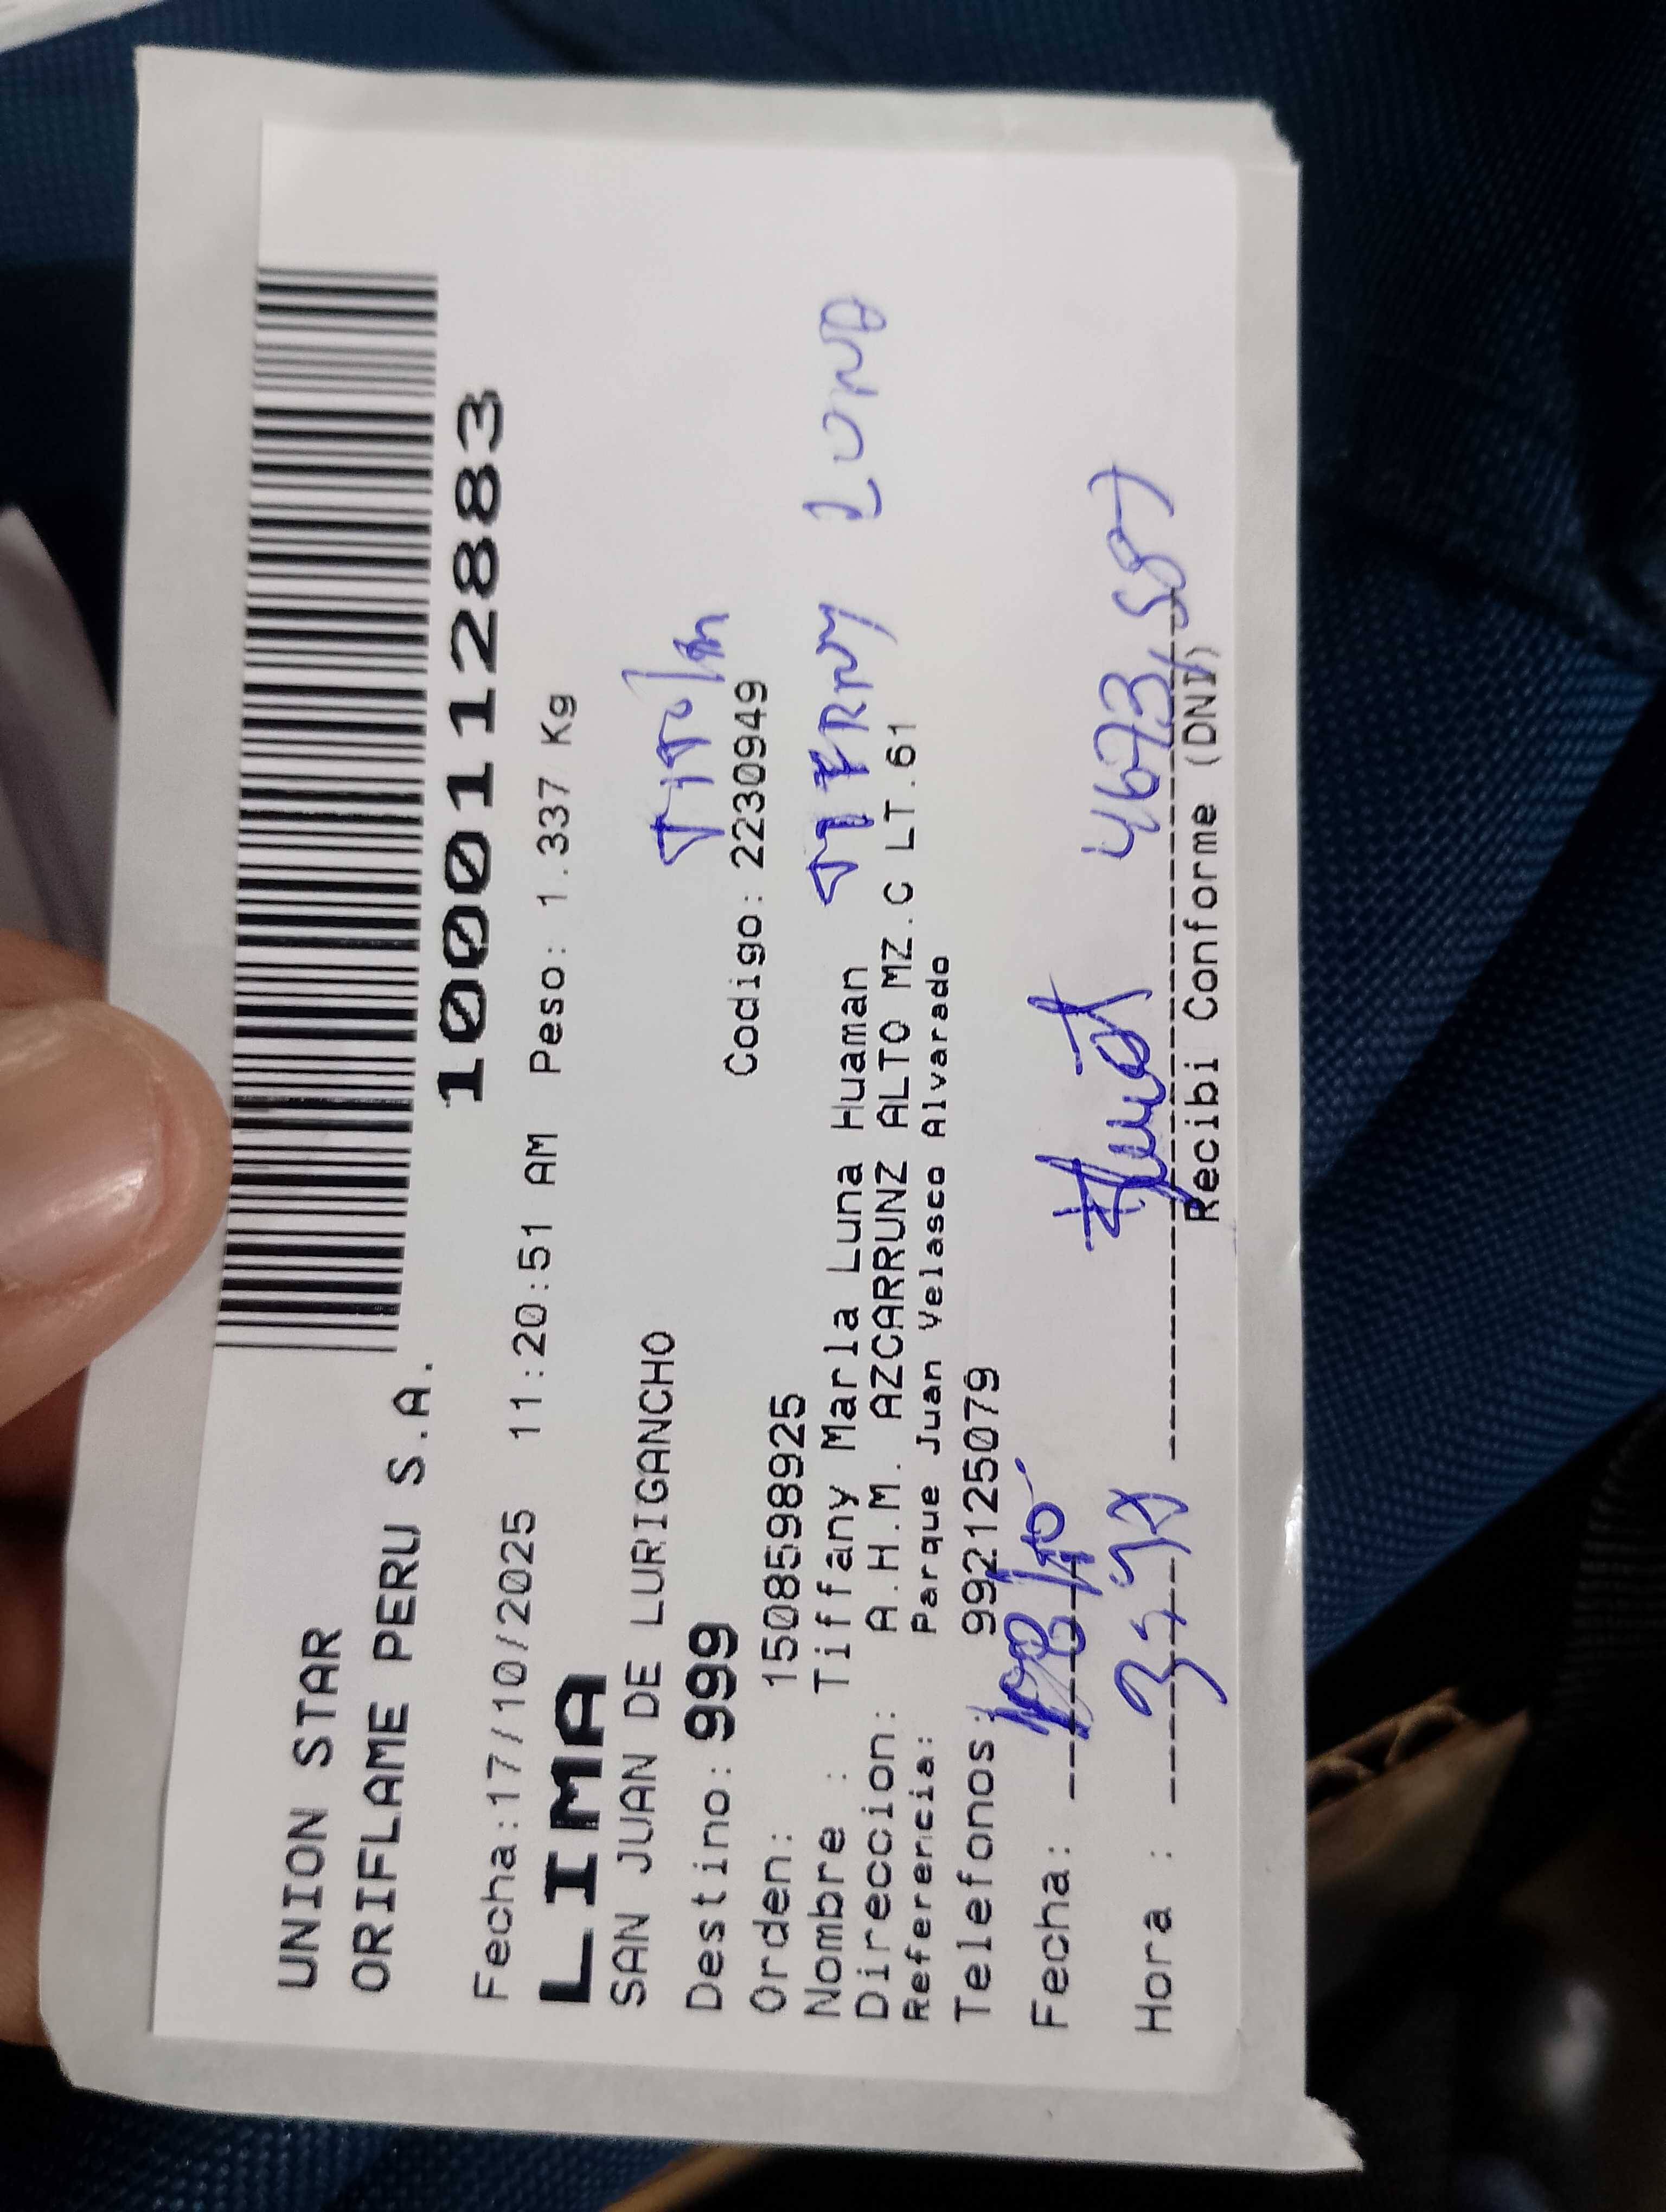 UNION STAR
ORIFLAME PERU S.A.
1000112883
Fecha:17/10/2025 11:20:51 AM Peso: 1.337 Kg
LIMA
SAN JUAN DE LURIGANCHO
Destino: 999 Codigo: 2230949
Orden: 1508598925
Nombre : Tiffany Marla Luna Huaman
Luna
Direccion: A.H.M. AZCARRUNZ ALTO MZ.C LT.61
Referencia: Parque Juan Velasco Alvarado
Telefonos: 992125079
Fecha:
Hora :
Recibi Conforme (DNI)